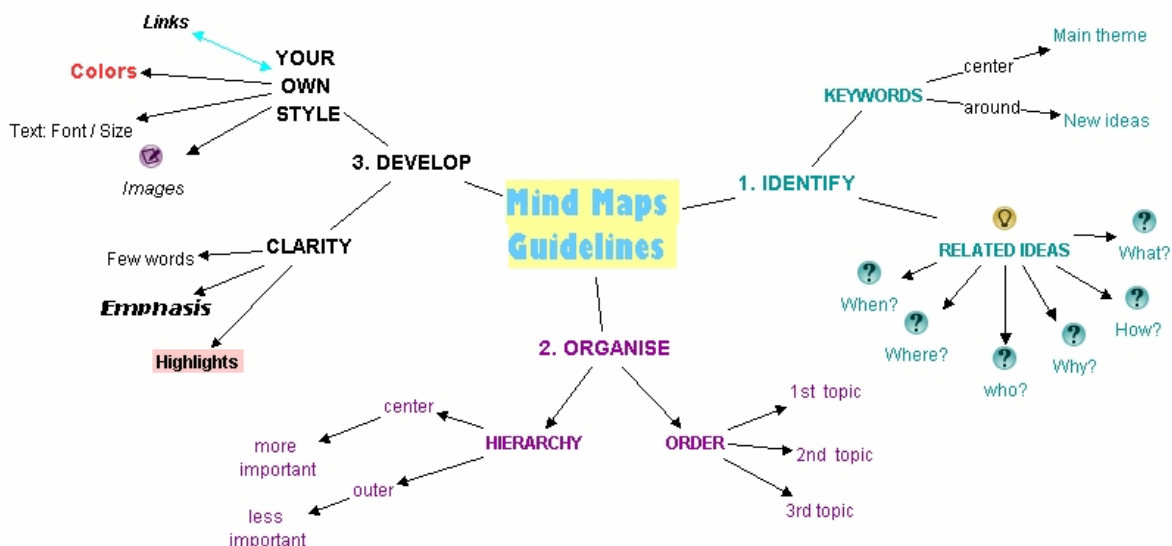 Mind Maps
Guidelines
1. IDENTIFY
KEYWORDS
center
Main theme
around
New ideas
RELATED IDEAS
What?
How?
Why?
who?
Where?
When?
2. ORGANISE
HIERARCHY
center
more
important
outer
less
important
ORDER
1st topic
2nd topic
3rd topic
3. DEVELOP
YOUR
OWN
STYLE
Links
Colors
Text: Font / Size
Images
CLARITY
Few words
Emphasis
Highlights